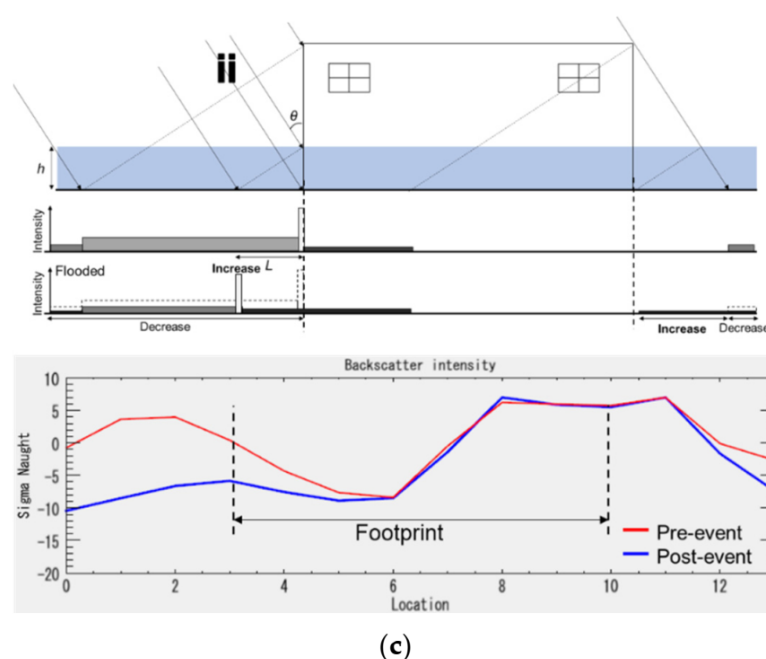 ii
θ
h
Intensity
Increase L
Flooded
Intensity
Decrease
Increase
Decrease
Backscatter intensity
10
5
0
-5
-10
-15
-20
Sigma Naught
Footprint
Pre-event
Post-event
0 2 4 6 8 10 12
Location
(c)